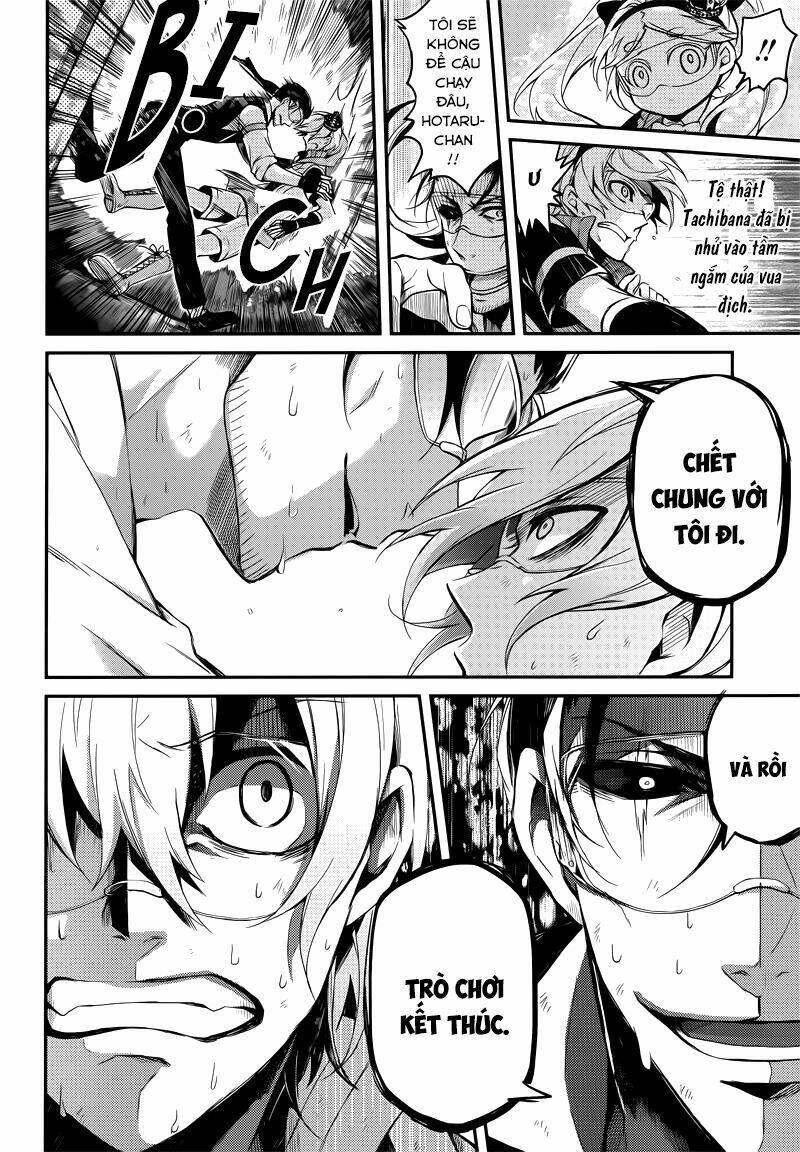 !!
Ư
Tệ thật!
Tachibana đã bị
nhử vào tầm
ngắm của vua
địch.
TÔI SẼ
KHÔNG
ĐỂ CẬU
CHẠY
ĐÂU,
HOTARU-
CHAN
!!
BỊCH
CHẾT
CHUNG VỚI
TÔI ĐI.
VÀ RỒI
TRÒ CHƠI
KẾT THÚC.